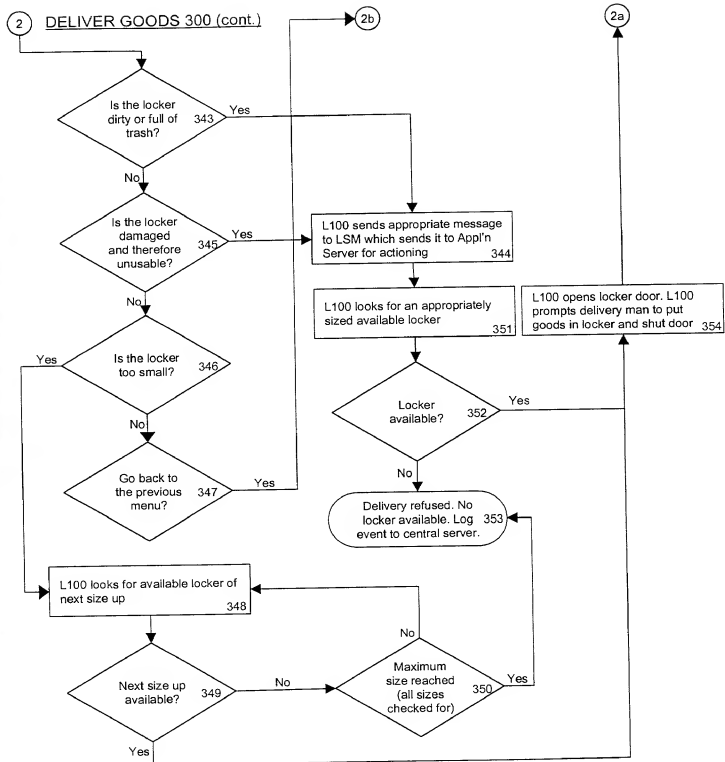 2
DELIVER GOODS 300 (cont.)
2b
2a
Is the locker
dirty or full of
trash?
343
Yes
No
Is the locker
damaged
and therefore
unusable?
345
Yes
No
L100 sends appropriate message
to LSM which sends it to Appl'n
Server for actioning
344
L100 looks for an appropriately
sized available locker
351
L100 opens locker door. L100
prompts delivery man to put
goods in locker and shut door
354
Yes
Is the locker
too small?
346
No
Locker
available?
352
Yes
No
Go back to
the previous
menu?
347
Yes
Delivery refused. No
locker available. Log
event to central server.
353
L100 looks for available locker of
next size up
348
No
Next size up
available?
349
No
Yes
Maximum
size reached
(all sizes
checked for)
350
Yes